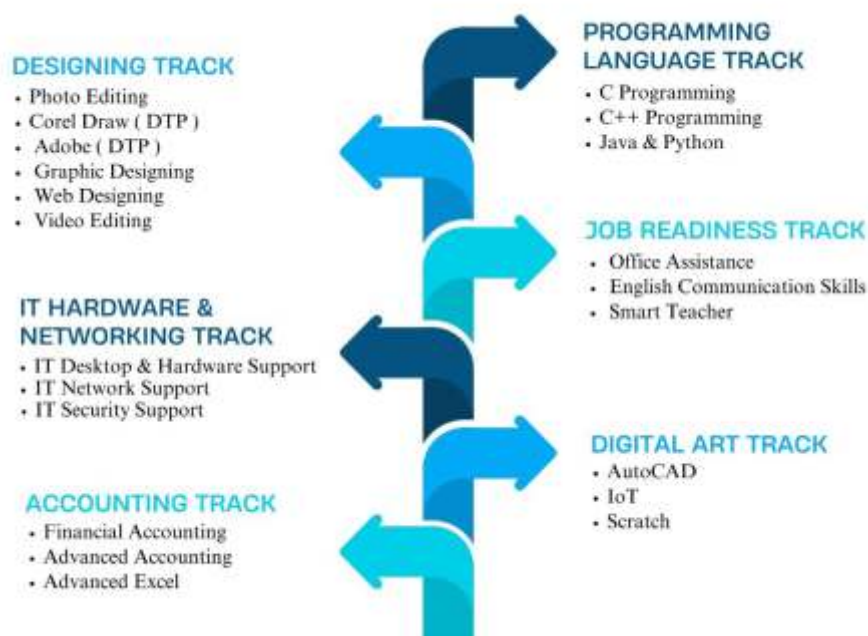 DESIGNING TRACK
• Photo Editing
• Corel Draw ( DTP )
• Adobe ( DTP )
• Graphic Designing
• Web Designing
• Video Editing
PROGRAMMING
LANGUAGE TRACK
• C Programming
• C++ Programming
• Java & Python
JOB READINESS TRACK
• Office Assistance
• English Communication Skills
• Smart Teacher
IT HARDWARE &
NETWORKING TRACK
• IT Desktop & Hardware Support
• IT Network Support
• IT Security Support
DIGITAL ART TRACK
• AutoCAD
• IoT
• Scratch
ACCOUNTING TRACK
• Financial Accounting
• Advanced Accounting
• Advanced Excel